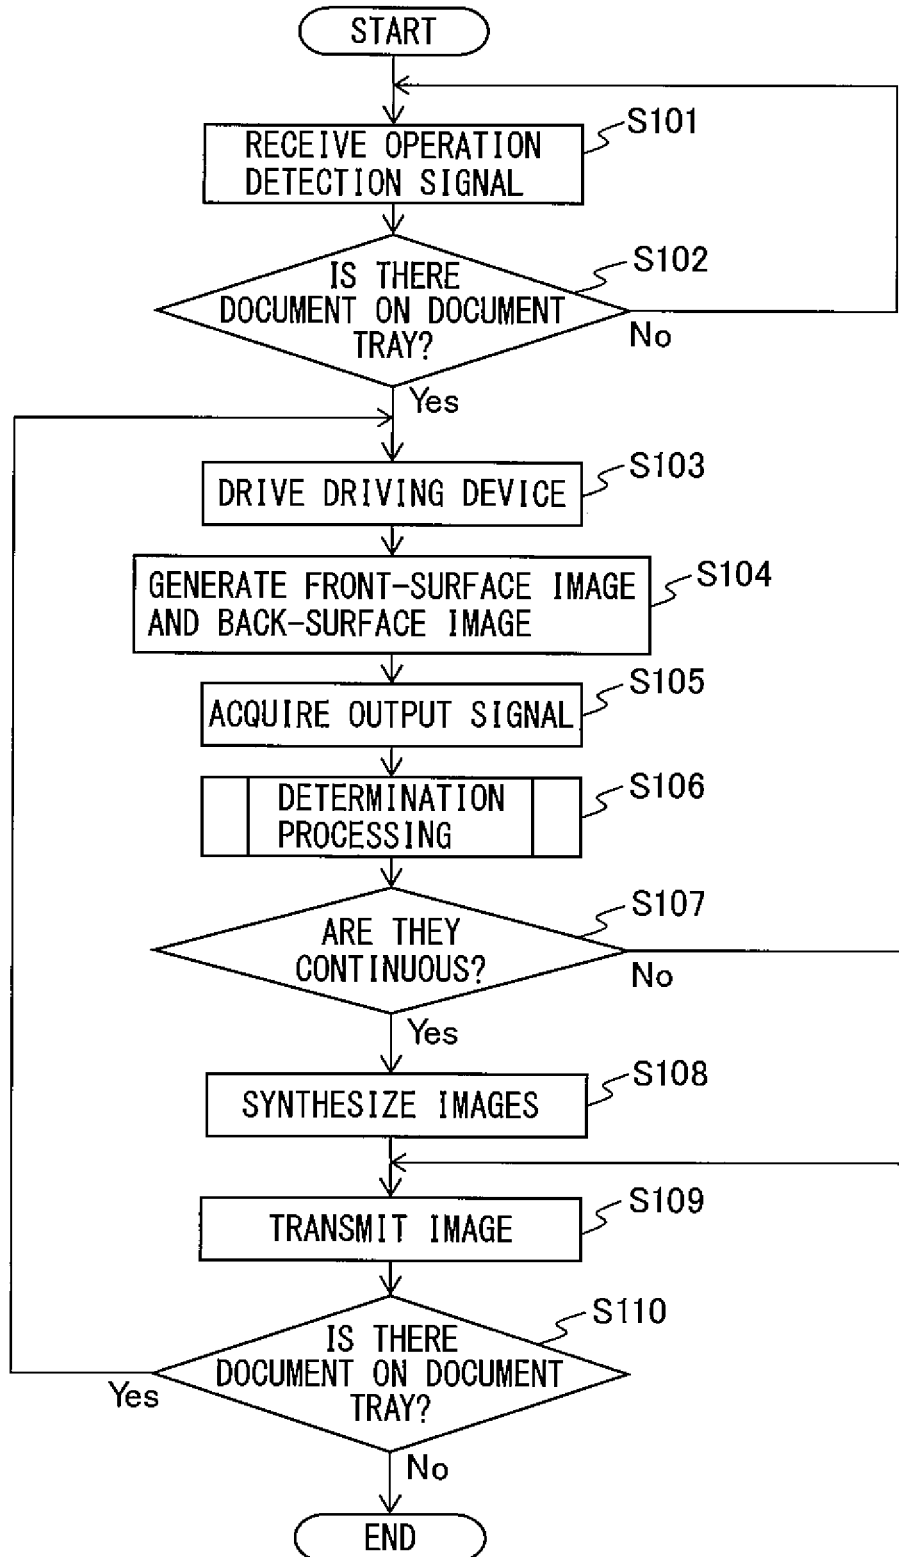 START
S101
RECEIVE OPERATION
DETECTION SIGNAL
S102
IS THERE
DOCUMENT ON DOCUMENT
TRAY?
No
Yes
S103
DRIVE DRIVING DEVICE
S104
GENERATE FRONT-SURFACE IMAGE
AND BACK-SURFACE IMAGE
S105
ACQUIRE OUTPUT SIGNAL
S106
DETERMINATION
PROCESSING
S107
ARE THEY
CONTINUOUS?
No
Yes
S108
SYNTHESIZE IMAGES
S109
TRANSMIT IMAGE
S110
IS THERE
DOCUMENT ON DOCUMENT
TRAY?
Yes
No
END